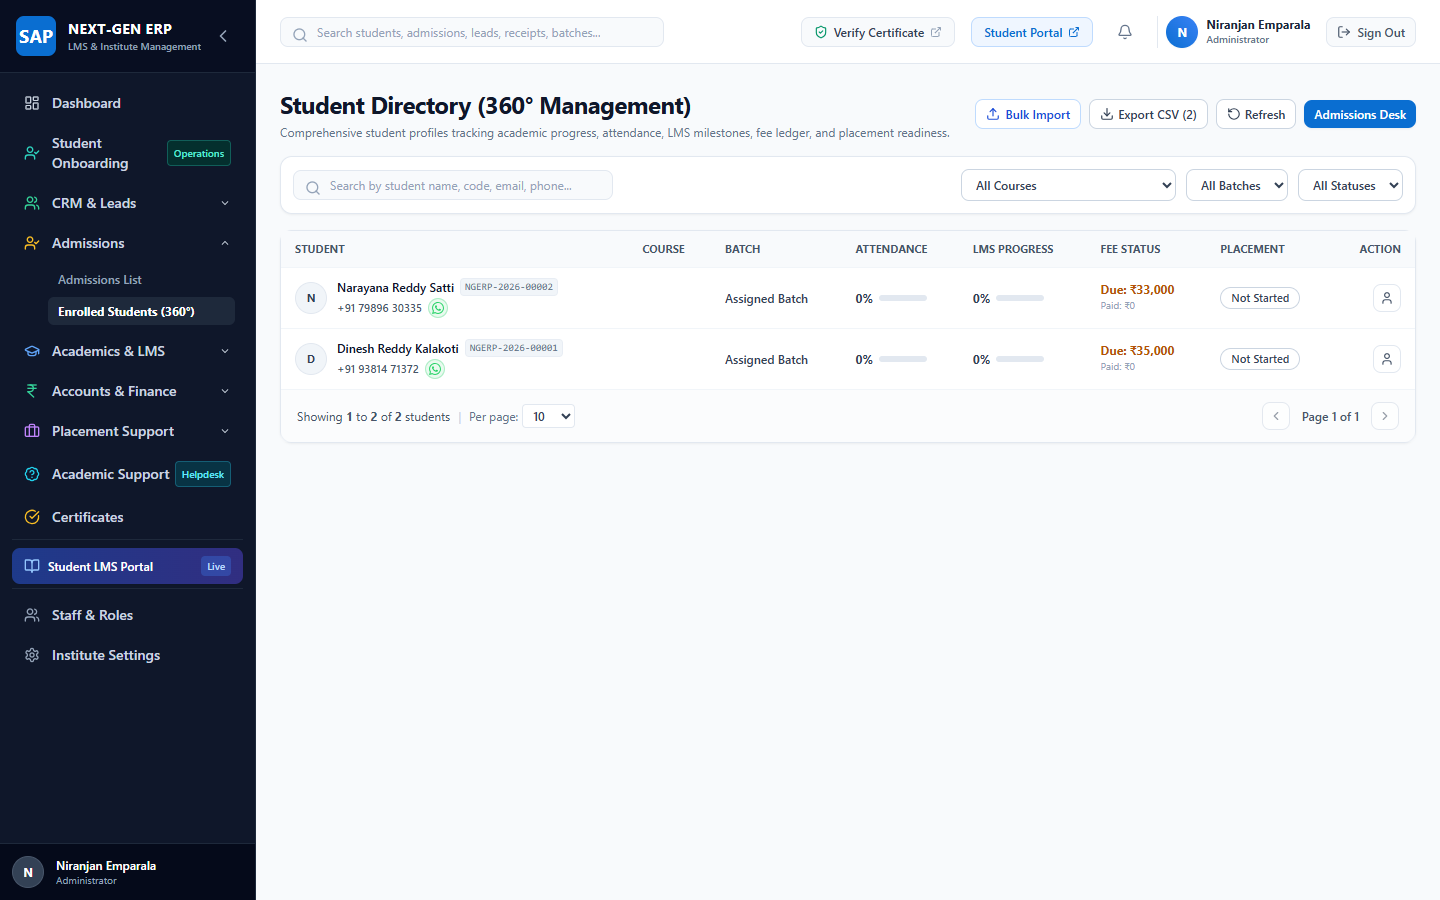 SAP
NEXT-GEN ERP
LMS & Institute Management
Dashboard
Student Onboarding
Operations
CRM & Leads
Admissions
Admissions List
Enrolled Students (360°)
Academics & LMS
Accounts & Finance
Placement Support
Academic Support
Helpdesk
Certificates
Student LMS Portal
Live
Staff & Roles
Institute Settings
N
Niranjan Emparala
Administrator
Search students, admissions, leads, receipts, batches...
Verify Certificate
Student Portal
N
Niranjan Emparala
Administrator
Sign Out
Student Directory (360° Management)
Comprehensive student profiles tracking academic progress, attendance, LMS milestones, fee ledger, and placement readiness.
Bulk Import
Export CSV (2)
Refresh
Admissions Desk
Search by student name, code, email, phone...
All Courses
All Batches
All Statuses
STUDENT COURSE BATCH ATTENDANCE LMS PROGRESS FEE STATUS PLACEMENT ACTION
N
Narayana Reddy Satti NGERP-2026-00002
+91 79896 30335
Assigned Batch
0%
0%
Due: ₹33,000
Paid: ₹0
Not Started
D
Dinesh Reddy Kalakoti NGERP-2026-00001
+91 93814 71372
Assigned Batch
0%
0%
Due: ₹35,000
Paid: ₹0
Not Started
Showing 1 to 2 of 2 students | Per page: 10
Page 1 of 1